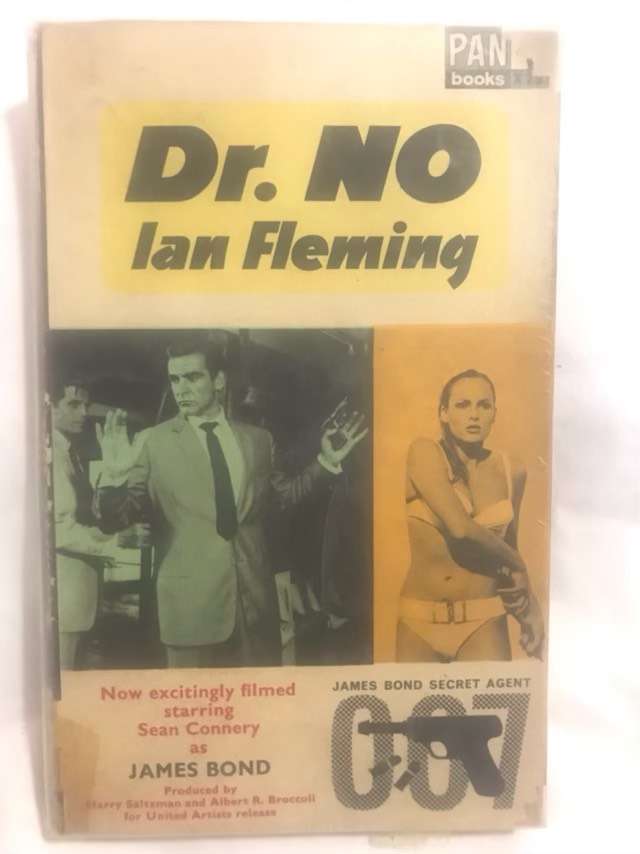 PAN
books
Dr. NO
Ian Fleming
Now excitingly filmed
starring
Sean Connery
as
JAMES BOND
Produced by
Harry Saltzman and Albert R. Broccoli
for United Artists release
JAMES BOND SECRET AGENT
007